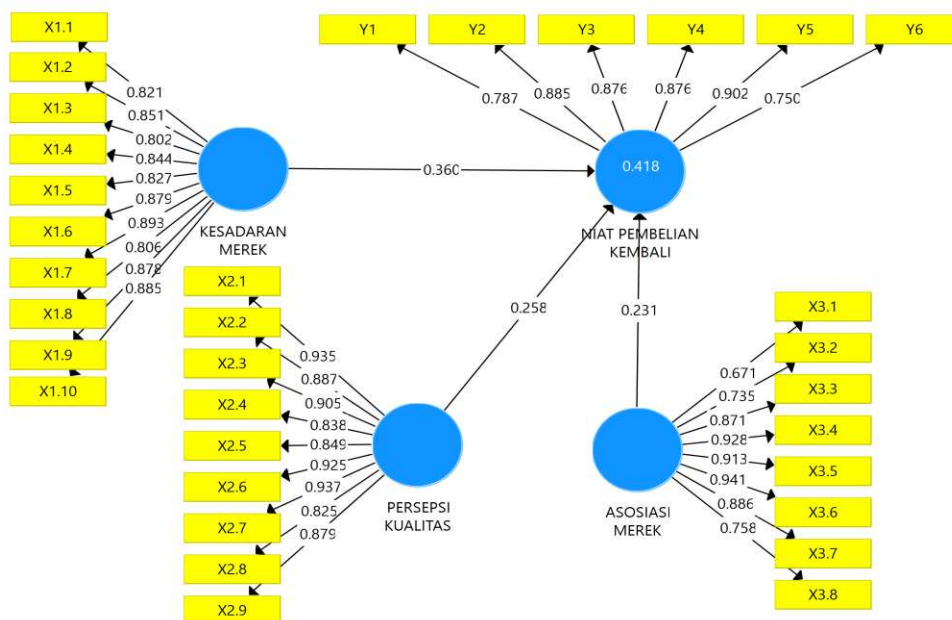 X1.1
X1.2
X1.3
X1.4
X1.5
X1.6
X1.7
X1.8
X1.9
X1.10
0.821
0.851
0.802
0.844
0.827
0.879
0.893
0.806
0.878
0.885
KESADARAN
MEREK
0.360
Y1
Y2
Y3
Y4
Y5
Y6
0.787
0.885
0.876
0.876
0.902
0.750
0.418
NIAT PEMBELIAN
KEMBALI
0.258
0.231
X2.1
X2.2
X2.3
X2.4
X2.5
X2.6
X2.7
X2.8
X2.9
0.935
0.887
0.905
0.838
0.849
0.925
0.937
0.825
0.879
PERSEPSI
KUALITAS
ASOSIASI
MEREK
0.671
0.735
0.871
0.928
0.913
0.941
0.886
0.758
X3.1
X3.2
X3.3
X3.4
X3.5
X3.6
X3.7
X3.8